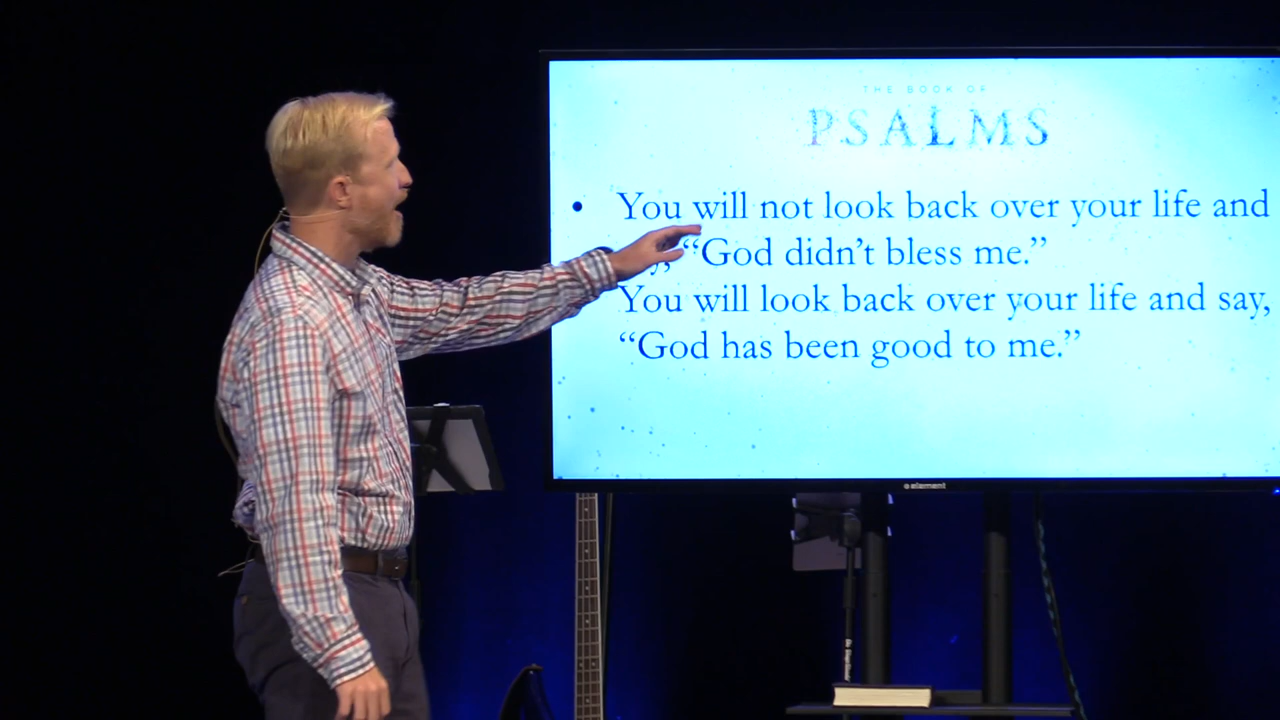 THE BOOK OF
PSALMS
• You will not look back over your life and
“God didn’t bless me.”
You will look back over your life and say,
“God has been good to me.”
element